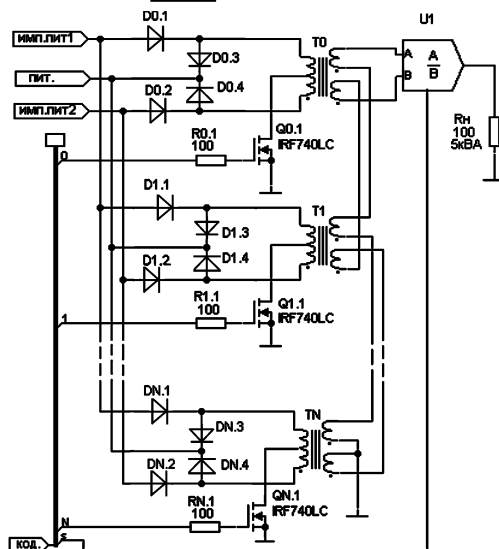 U1
D0.1
T0
ИМП.ПИТ1
D0.3
A
A
B
B
ПИТ.
D0.4
ИМП.ПИТ2
D0.2
Rн
100
5кВА
Q0.1
IRF740LC
R0.1
100
0
D1.1
T1
D1.3
D1.4
D1.2
Q1.1
IRF740LC
R1.1
100
1
DN.1
TN
DN.3
DN.4
DN.2
QN.1
IRF740LC
RN.1
100
N
S
КОД.